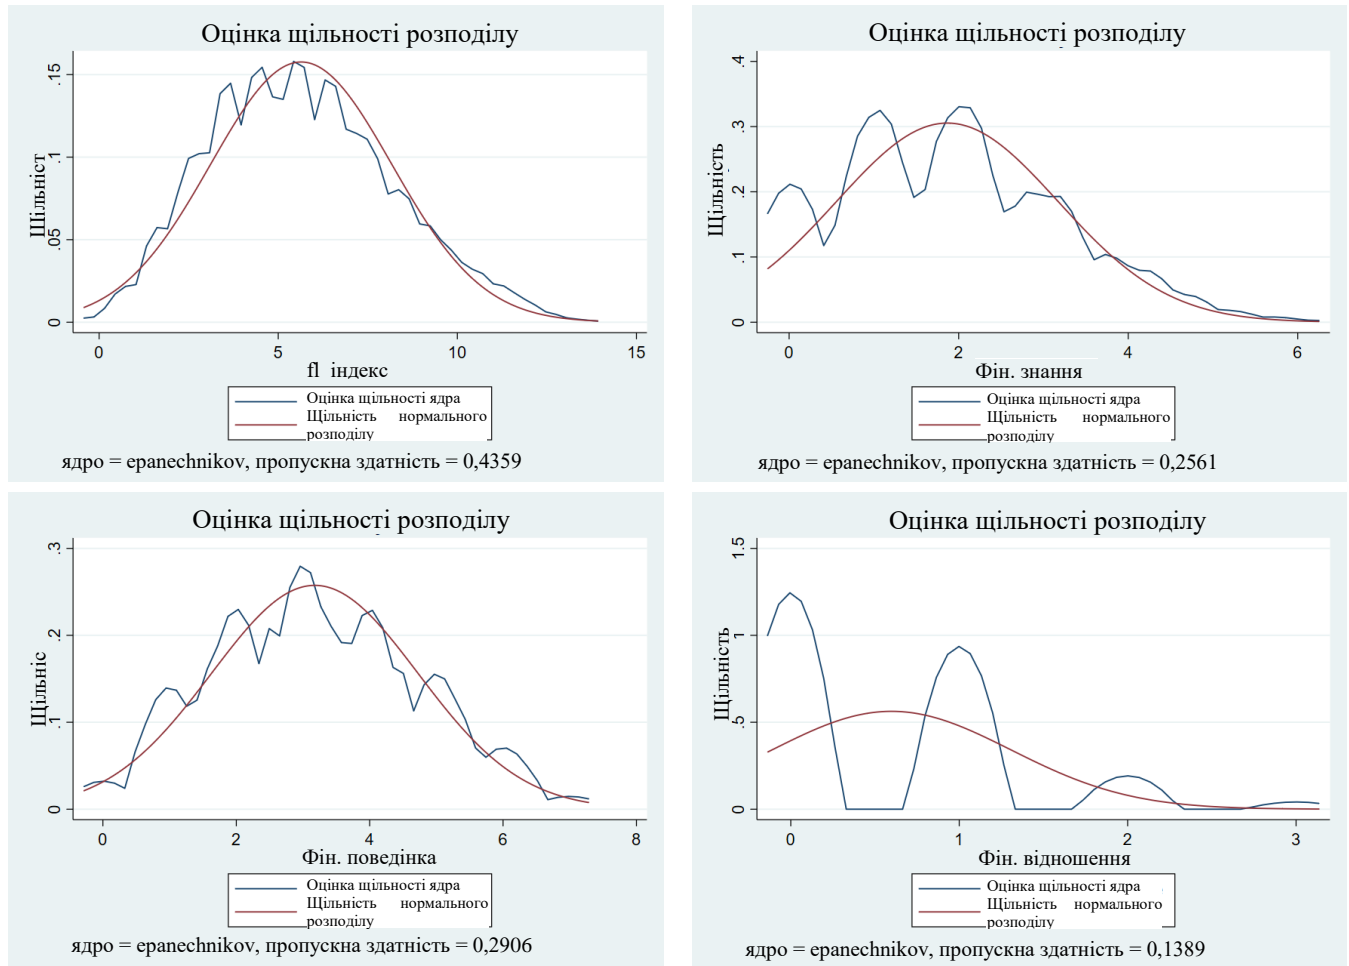 Оцінка щільності розподілу
Щільніст
0
.05
.1
.15
0
5
10
15
fl індекс
Оцінка щільності ядра
Щільність нормального
розподілу
ядро = epanechnikov, пропускна здатність = 0,4359
Оцінка щільності розподілу
Щільність
0
.1
.2
.3
.4
0
2
4
6
Фін. знання
Оцінка щільності ядра
Щільність нормального
розподілу
ядро = epanechnikov, пропускна здатність = 0,2561
Оцінка щільності розподілу
Щільніс
0
.1
.2
.3
0
2
4
6
8
Фін. поведінка
Оцінка щільності ядра
Щільність нормального
розподілу
ядро = epanechnikov, пропускна здатність = 0,2906
Оцінка щільності розподілу
Щільність
0
.5
1
1.5
0
1
2
3
Фін. відношення
Оцінка щільності ядра
Щільність нормального
розподілу
ядро = epanechnikov, пропускна здатність = 0,1389